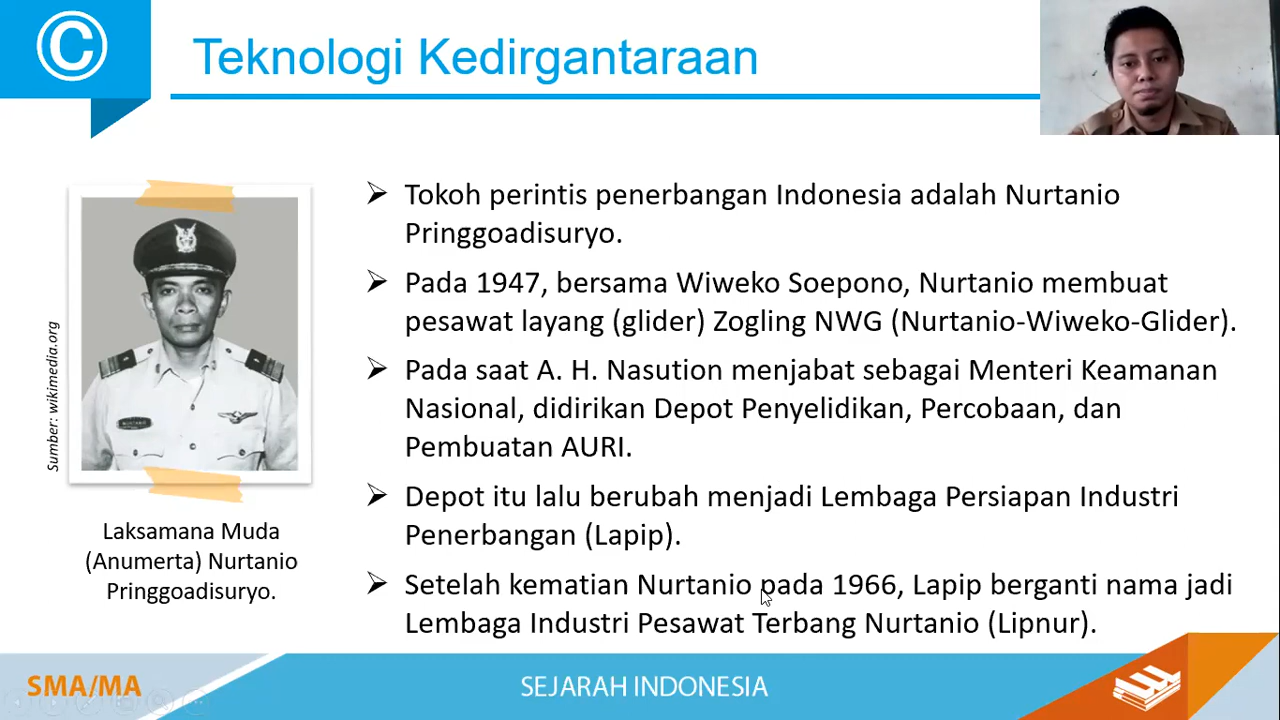 ©
Teknologi Kedirgantaraan
➢ Tokoh perintis penerbangan Indonesia adalah Nurtanio
Pringgoadisuryo.
➢ Pada 1947, bersama Wiweko Soepono, Nurtanio membuat
pesawat layang (glider) Zogling NWG (Nurtanio-Wiweko-Glider).
➢ Pada saat A. H. Nasution menjabat sebagai Menteri Keamanan
Nasional, didirikan Depot Penyelidikan, Percobaan, dan
Pembuatan AURI.
➢ Depot itu lalu berubah menjadi Lembaga Persiapan Industri
Penerbangan (Lapip).
➢ Setelah kematian Nurtanio pada 1966, Lapip berganti nama jadi
Lembaga Industri Pesawat Terbang Nurtanio (Lipnur).
Sumber: wikimedia.org
Laksamana Muda
(Anumerta) Nurtanio
Pringgoadisuryo.
SMA/MA
SEJARAH INDONESIA